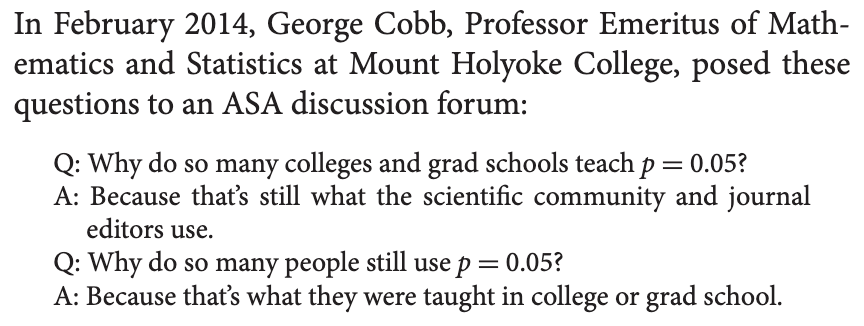 In February 2014, George Cobb, Professor Emeritus of Math-
ematics and Statistics at Mount Holyoke College, posed these
questions to an ASA discussion forum:
Q: Why do so many colleges and grad schools teach p = 0.05?
A: Because that’s still what the scientific community and journal
editors use.
Q: Why do so many people still use p = 0.05?
A: Because that’s what they were taught in college or grad school.